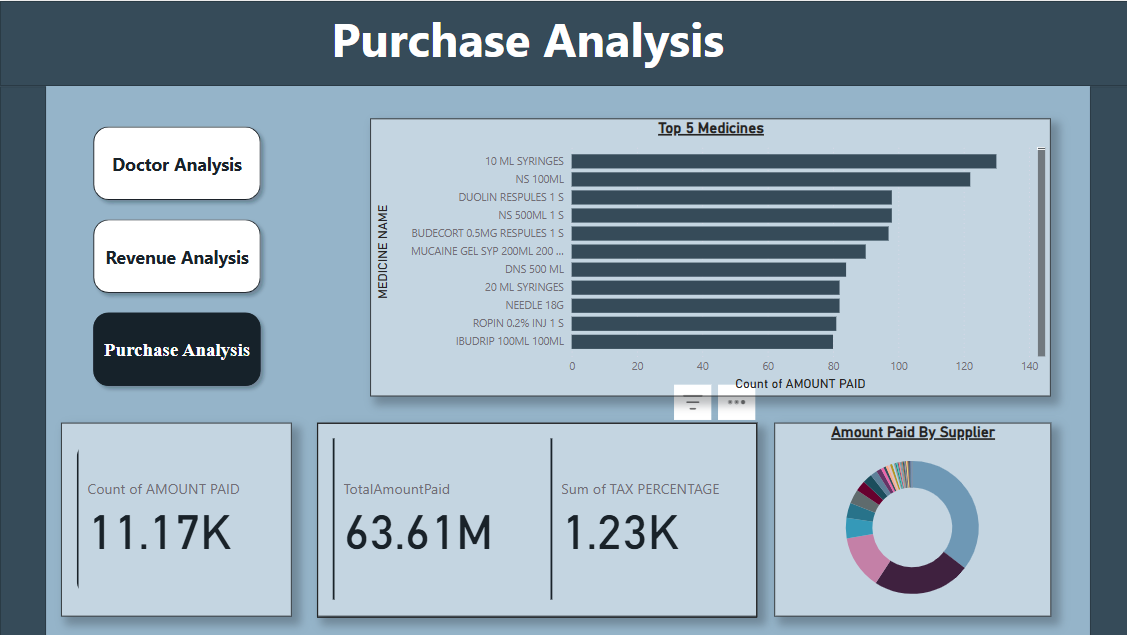 Purchase Analysis
Doctor Analysis
Revenue Analysis
Purchase Analysis
Top 5 Medicines
MEDICINE NAME
10 ML SYRINGES
NS 100ML
DUOLIN RESPULES 1 S
NS 500ML 1 S
BUDECORT 0.5MG RESPULES 1 S
MUCAINE GEL SYP 200ML 200 ...
DNS 500 ML
20 ML SYRINGES
NEEDLE 18G
ROPIN 0.2% INJ 1 S
IBUDRIP 100ML 100ML
0 20 40 60 80 100 120 140
Count of AMOUNT PAID
Count of AMOUNT PAID
11.17K
TotalAmountPaid
63.61M
Sum of TAX PERCENTAGE
1.23K
Amount Paid By Supplier